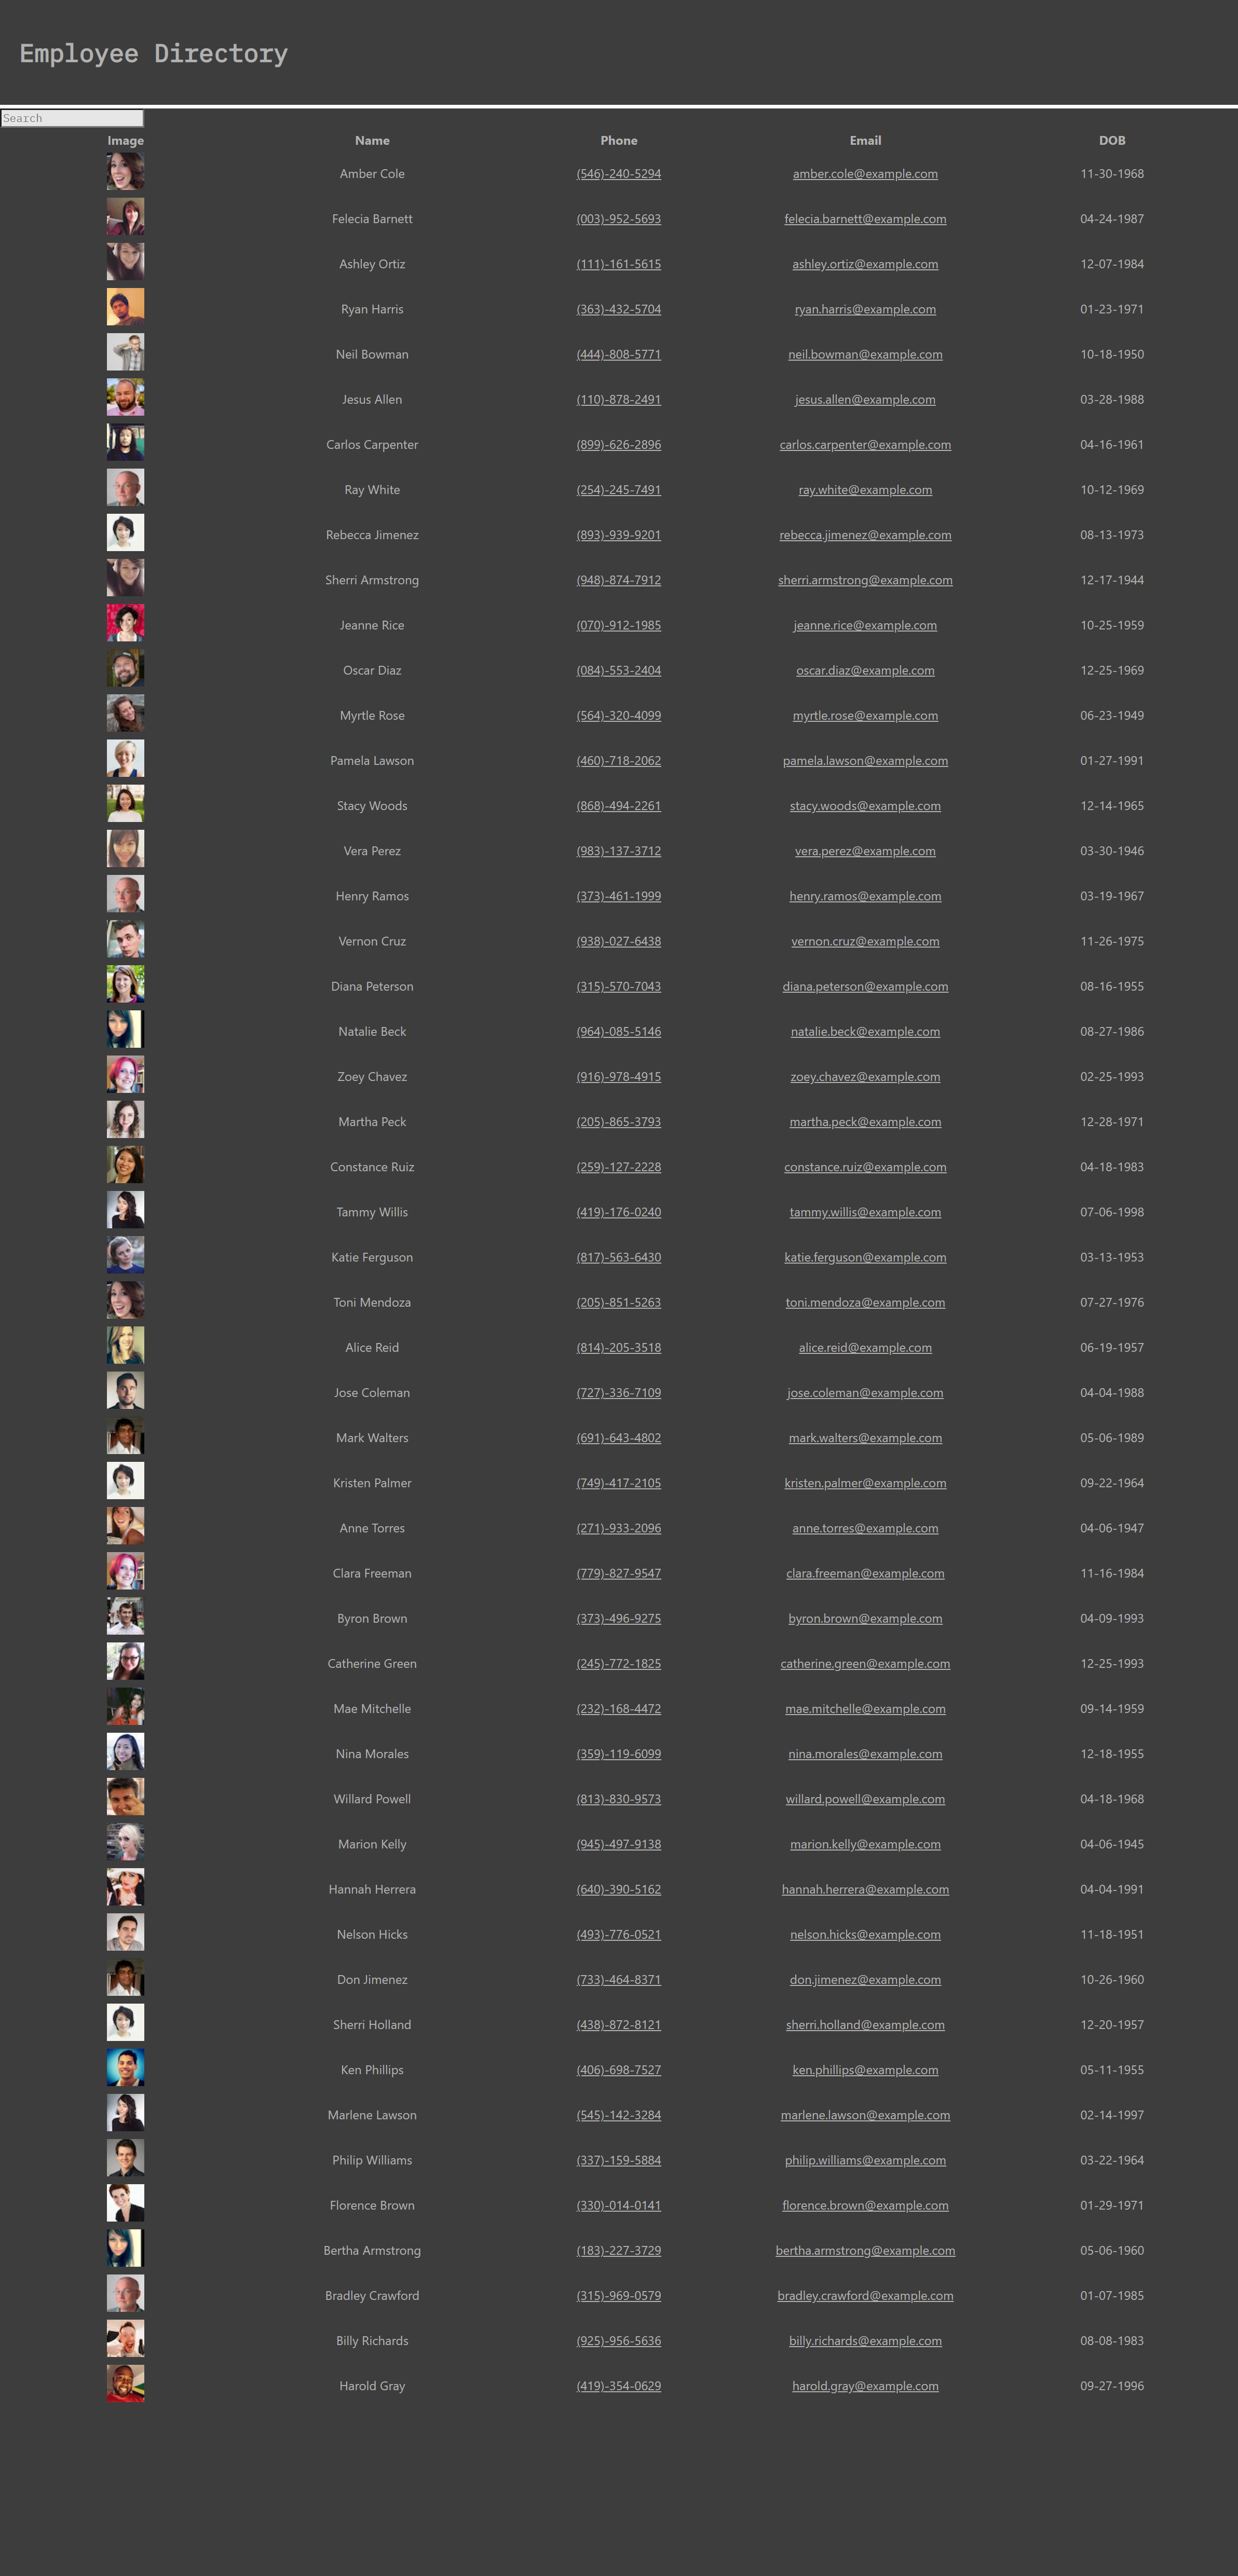 Employee Directory
Search
Image Name Phone Email DOB
Amber Cole (546)-240-5294 amber.cole@example.com 11-30-1968
Felecia Barnett (003)-952-5693 felecia.barnett@example.com 04-24-1987
Ashley Ortiz (111)-161-5615 ashley.ortiz@example.com 12-07-1984
Ryan Harris (363)-432-5704 ryan.harris@example.com 01-23-1971
Neil Bowman (444)-808-5771 neil.bowman@example.com 10-18-1950
Jesus Allen (110)-878-2491 jesus.allen@example.com 03-28-1988
Carlos Carpenter (899)-626-2896 carlos.carpenter@example.com 04-16-1961
Ray White (254)-245-7491 ray.white@example.com 10-12-1969
Rebecca Jimenez (893)-939-9201 rebecca.jimenez@example.com 08-13-1973
Sherri Armstrong (948)-874-7912 sherri.armstrong@example.com 12-17-1944
Jeanne Rice (070)-912-1985 jeanne.rice@example.com 10-25-1959
Oscar Diaz (084)-553-2404 oscar.diaz@example.com 12-25-1969
Myrtle Rose (564)-320-4099 myrtle.rose@example.com 06-23-1949
Pamela Lawson (460)-718-2062 pamela.lawson@example.com 01-27-1991
Stacy Woods (868)-494-2261 stacy.woods@example.com 12-14-1965
Vera Perez (983)-137-3712 vera.perez@example.com 03-30-1946
Henry Ramos (373)-461-1999 henry.ramos@example.com 03-19-1967
Vernon Cruz (938)-027-6438 vernon.cruz@example.com 11-26-1975
Diana Peterson (315)-570-7043 diana.peterson@example.com 08-16-1955
Natalie Beck (964)-085-5146 natalie.beck@example.com 08-27-1986
Zoey Chavez (916)-978-4915 zoey.chavez@example.com 02-25-1993
Martha Peck (205)-865-3793 martha.peck@example.com 12-28-1971
Constance Ruiz (259)-127-2228 constance.ruiz@example.com 04-18-1983
Tammy Willis (419)-176-0240 tammy.willis@example.com 07-06-1998
Katie Ferguson (817)-563-6430 katie.ferguson@example.com 03-13-1953
Toni Mendoza (205)-851-5263 toni.mendoza@example.com 07-27-1976
Alice Reid (814)-205-3518 alice.reid@example.com 06-19-1957
Jose Coleman (727)-336-7109 jose.coleman@example.com 04-04-1988
Mark Walters (691)-643-4802 mark.walters@example.com 05-06-1989
Kristen Palmer (749)-417-2105 kristen.palmer@example.com 09-22-1964
Anne Torres (271)-933-2096 anne.torres@example.com 04-06-1947
Clara Freeman (779)-827-9547 clara.freeman@example.com 11-16-1984
Byron Brown (373)-496-9275 byron.brown@example.com 04-09-1993
Catherine Green (245)-772-1825 catherine.green@example.com 12-25-1993
Mae Mitchelle (232)-168-4472 mae.mitchelle@example.com 09-14-1959
Nina Morales (359)-119-6099 nina.morales@example.com 12-18-1955
Willard Powell (813)-830-9573 willard.powell@example.com 04-18-1968
Marion Kelly (945)-497-9138 marion.kelly@example.com 04-06-1945
Hannah Herrera (640)-390-5162 hannah.herrera@example.com 04-04-1991
Nelson Hicks (493)-776-0521 nelson.hicks@example.com 11-18-1951
Don Jimenez (733)-464-8371 don.jimenez@example.com 10-26-1960
Sherri Holland (438)-872-8121 sherri.holland@example.com 12-20-1957
Ken Phillips (406)-698-7527 ken.phillips@example.com 05-11-1955
Marlene Lawson (545)-142-3284 marlene.lawson@example.com 02-14-1997
Philip Williams (337)-159-5884 philip.williams@example.com 03-22-1964
Florence Brown (330)-014-0141 florence.brown@example.com 01-29-1971
Bertha Armstrong (183)-227-3729 bertha.armstrong@example.com 05-06-1960
Bradley Crawford (315)-969-0579 bradley.crawford@example.com 01-07-1985
Billy Richards (925)-956-5636 billy.richards@example.com 08-08-1983
Harold Gray (419)-354-0629 harold.gray@example.com 09-27-1996